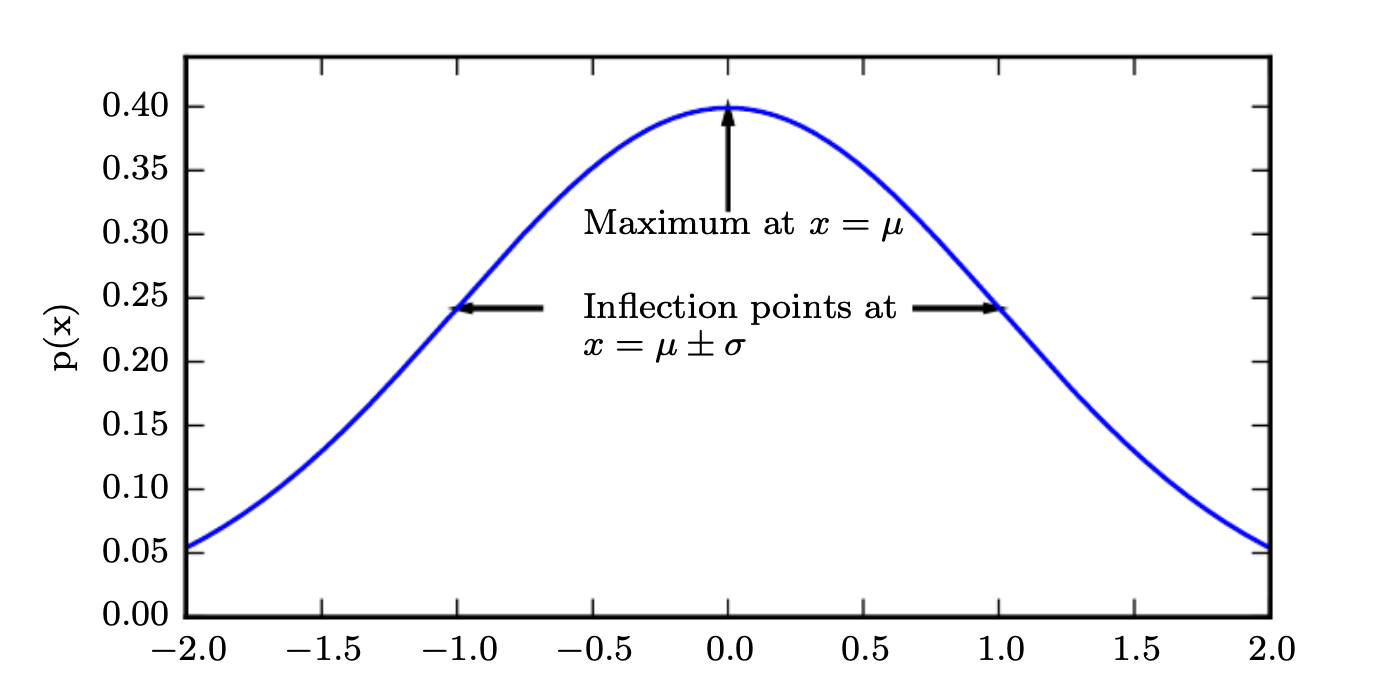 0.40
0.35
0.30
0.25
0.20
0.15
0.10
0.05
0.00
p(x)
Maximum at x = μ
Inflection points at
x = μ ± σ
−2.0 −1.5 −1.0 −0.5 0.0 0.5 1.0 1.5 2.0